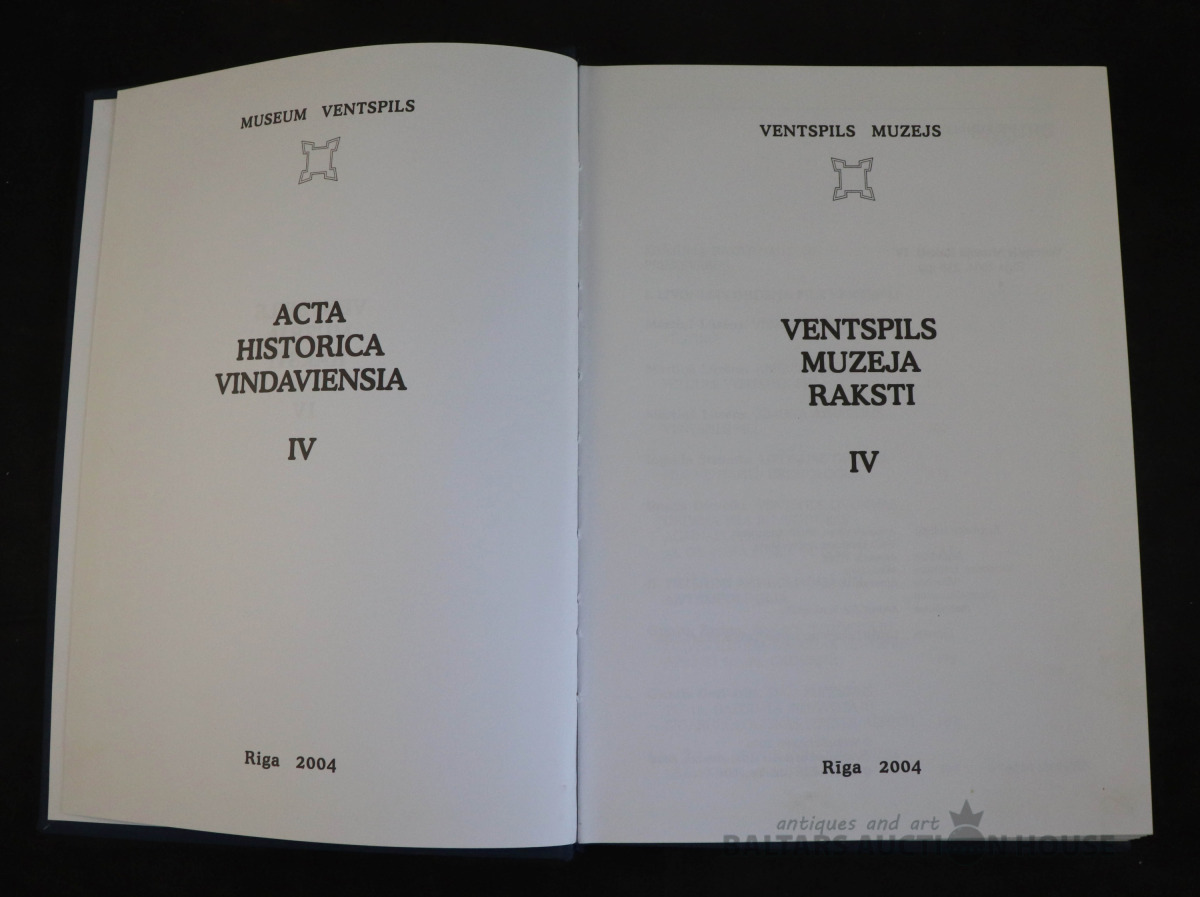 MUSEUM VENTSPILS
ACTA
HISTORICA
VINDAVIENSIA
IV
Riga 2004
VENTSPILS MUZEJS
VENTSPILS
MUZEJA
RAKSTI
IV
Rīga 2004
antiques and art
BALTARS AUCTION HOUSE